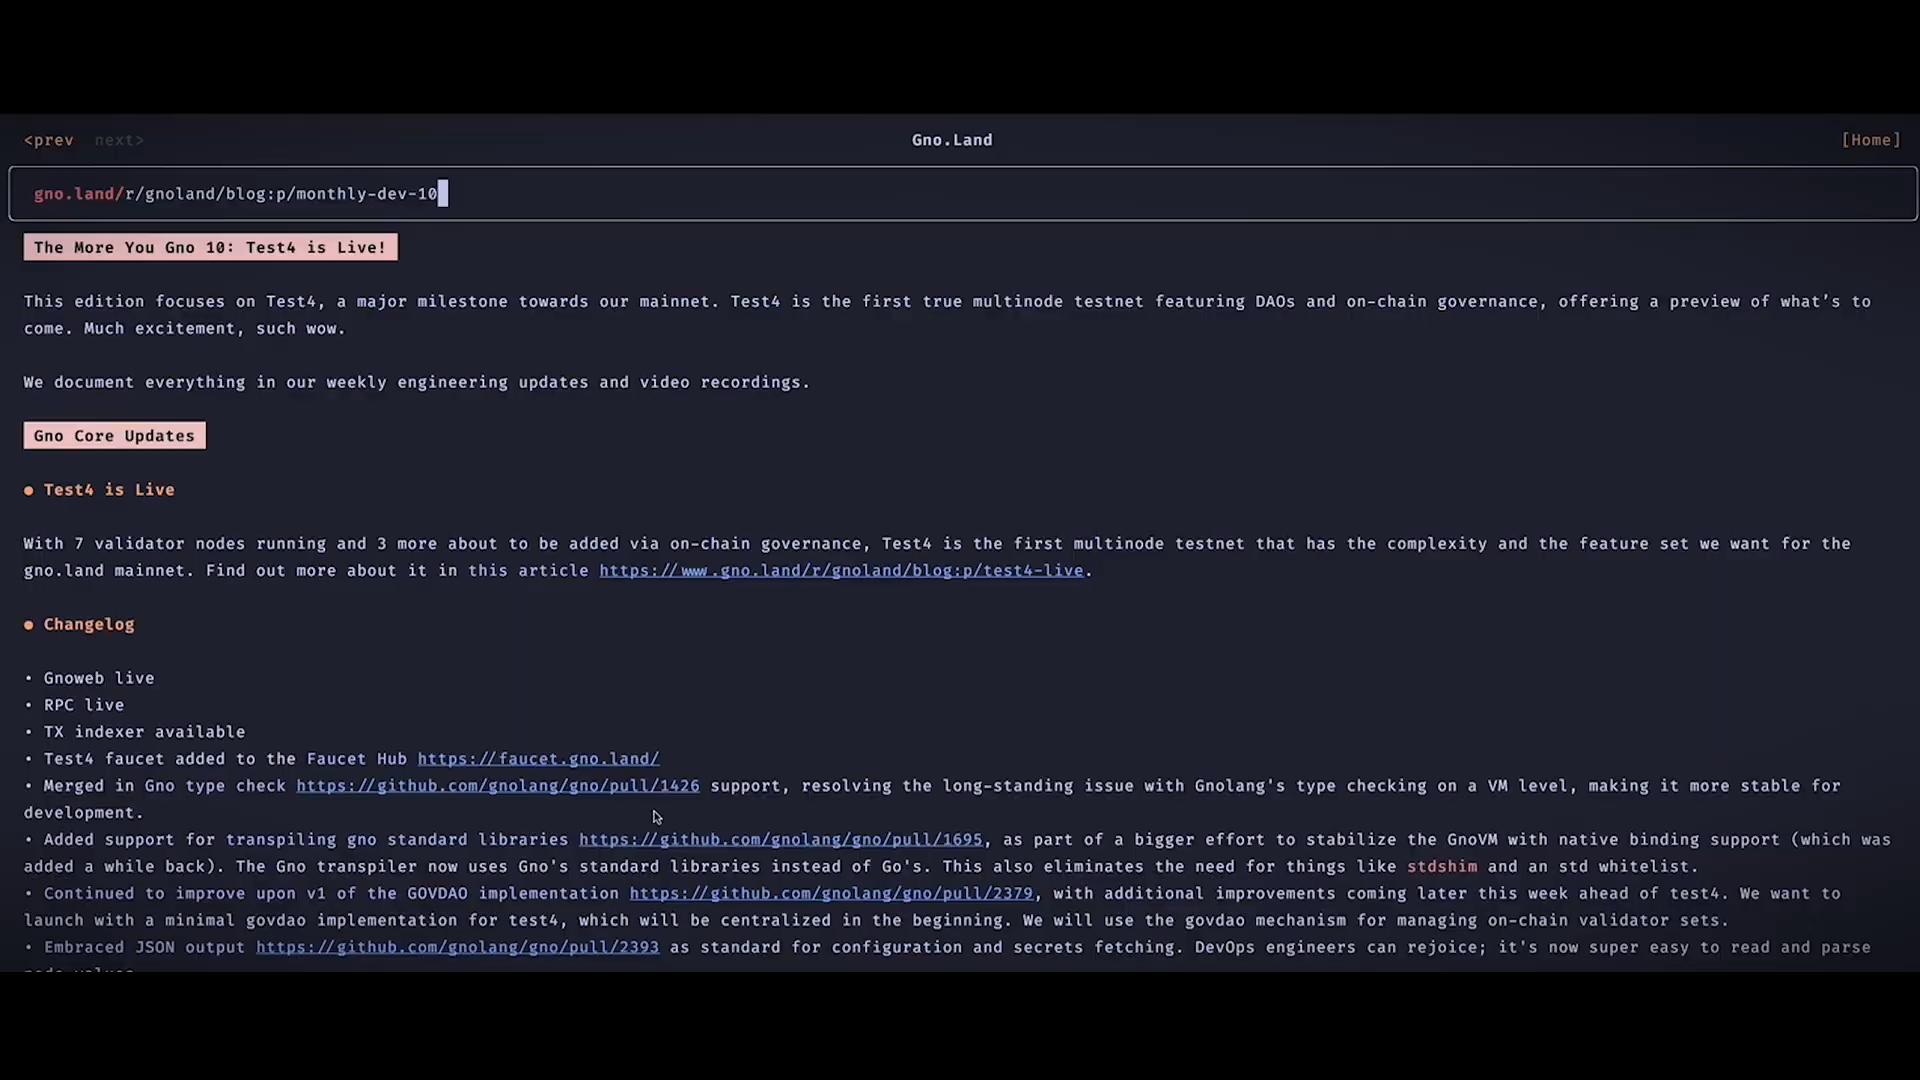 <prev next> Gno.Land [Home]
gno.land/r/gnoland/blog:p/monthly-dev-10
The More You Gno 10: Test4 is Live!
This edition focuses on Test4, a major milestone towards our mainnet. Test4 is the first true multinode testnet featuring DAOs and on-chain governance, offering a preview of what’s to
come. Much excitement, such wow.
We document everything in our weekly engineering updates and video recordings.
Gno Core Updates
● Test4 is Live
With 7 validator nodes running and 3 more about to be added via on-chain governance, Test4 is the first multinode testnet that has the complexity and the feature set we want for the
gno.land mainnet. Find out more about it in this article https://www.gno.land/r/gnoland/blog:p/test4-live.
● Changelog
• Gnoweb live
• RPC live
• TX indexer available
• Test4 faucet added to the Faucet Hub https://faucet.gno.land/
• Merged in Gno type check https://github.com/gnolang/gno/pull/1426 support, resolving the long-standing issue with Gnolang's type checking on a VM level, making it more stable for
development.
• Added support for transpiling gno standard libraries https://github.com/gnolang/gno/pull/1695, as part of a bigger effort to stabilize the GnoVM with native binding support (which was
added a while back). The Gno transpiler now uses Gno's standard libraries instead of Go's. This also eliminates the need for things like stdshim and an std whitelist.
• Continued to improve upon v1 of the GOVDAO implementation https://github.com/gnolang/gno/pull/2379, with additional improvements coming later this week ahead of test4. We want to
launch with a minimal govdao implementation for test4, which will be centralized in the beginning. We will use the govdao mechanism for managing on-chain validator sets.
• Embraced JSON output https://github.com/gnolang/gno/pull/2393 as standard for configuration and secrets fetching. DevOps engineers can rejoice; it's now super easy to read and parse